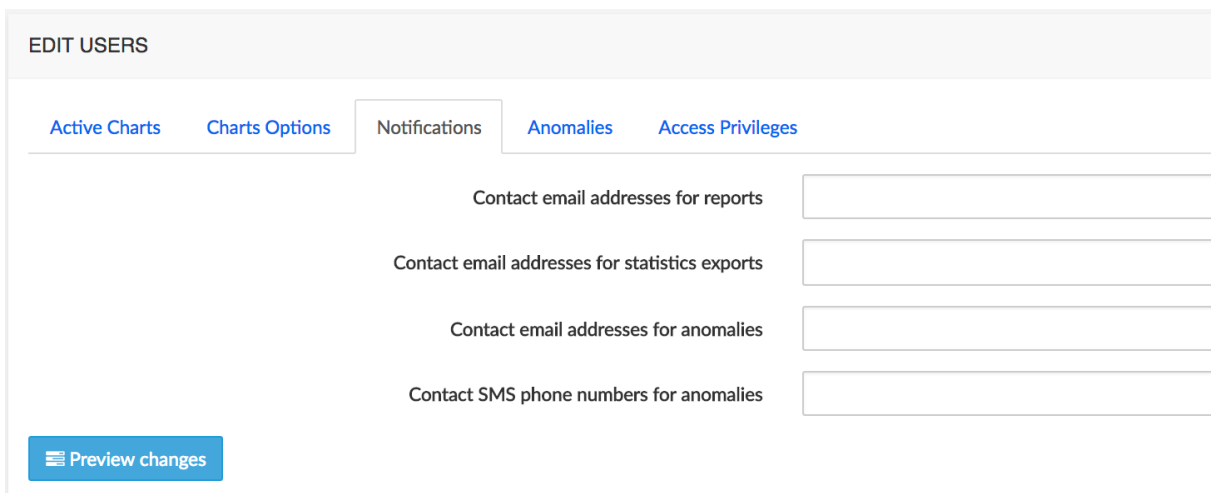 EDIT USERS
Active Charts Charts Options Notifications Anomalies Access Privileges
Contact email addresses for reports
Contact email addresses for statistics exports
Contact email addresses for anomalies
Contact SMS phone numbers for anomalies
Preview changes